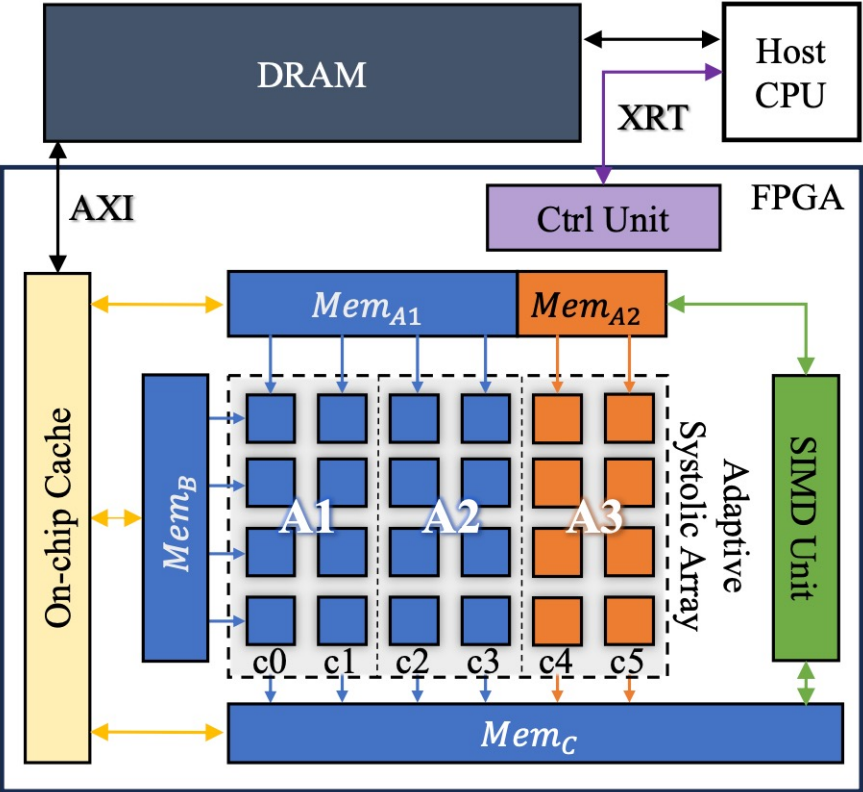 DRAM
Host
CPU
XRT
AXI
FPGA
Ctrl Unit
Mem_A1
Mem_A2
On-chip Cache
Mem_B
A1
A2
A3
Adaptive
Systolic Array
SIMD Unit
c0
c1
c2
c3
c4
c5
Mem_C